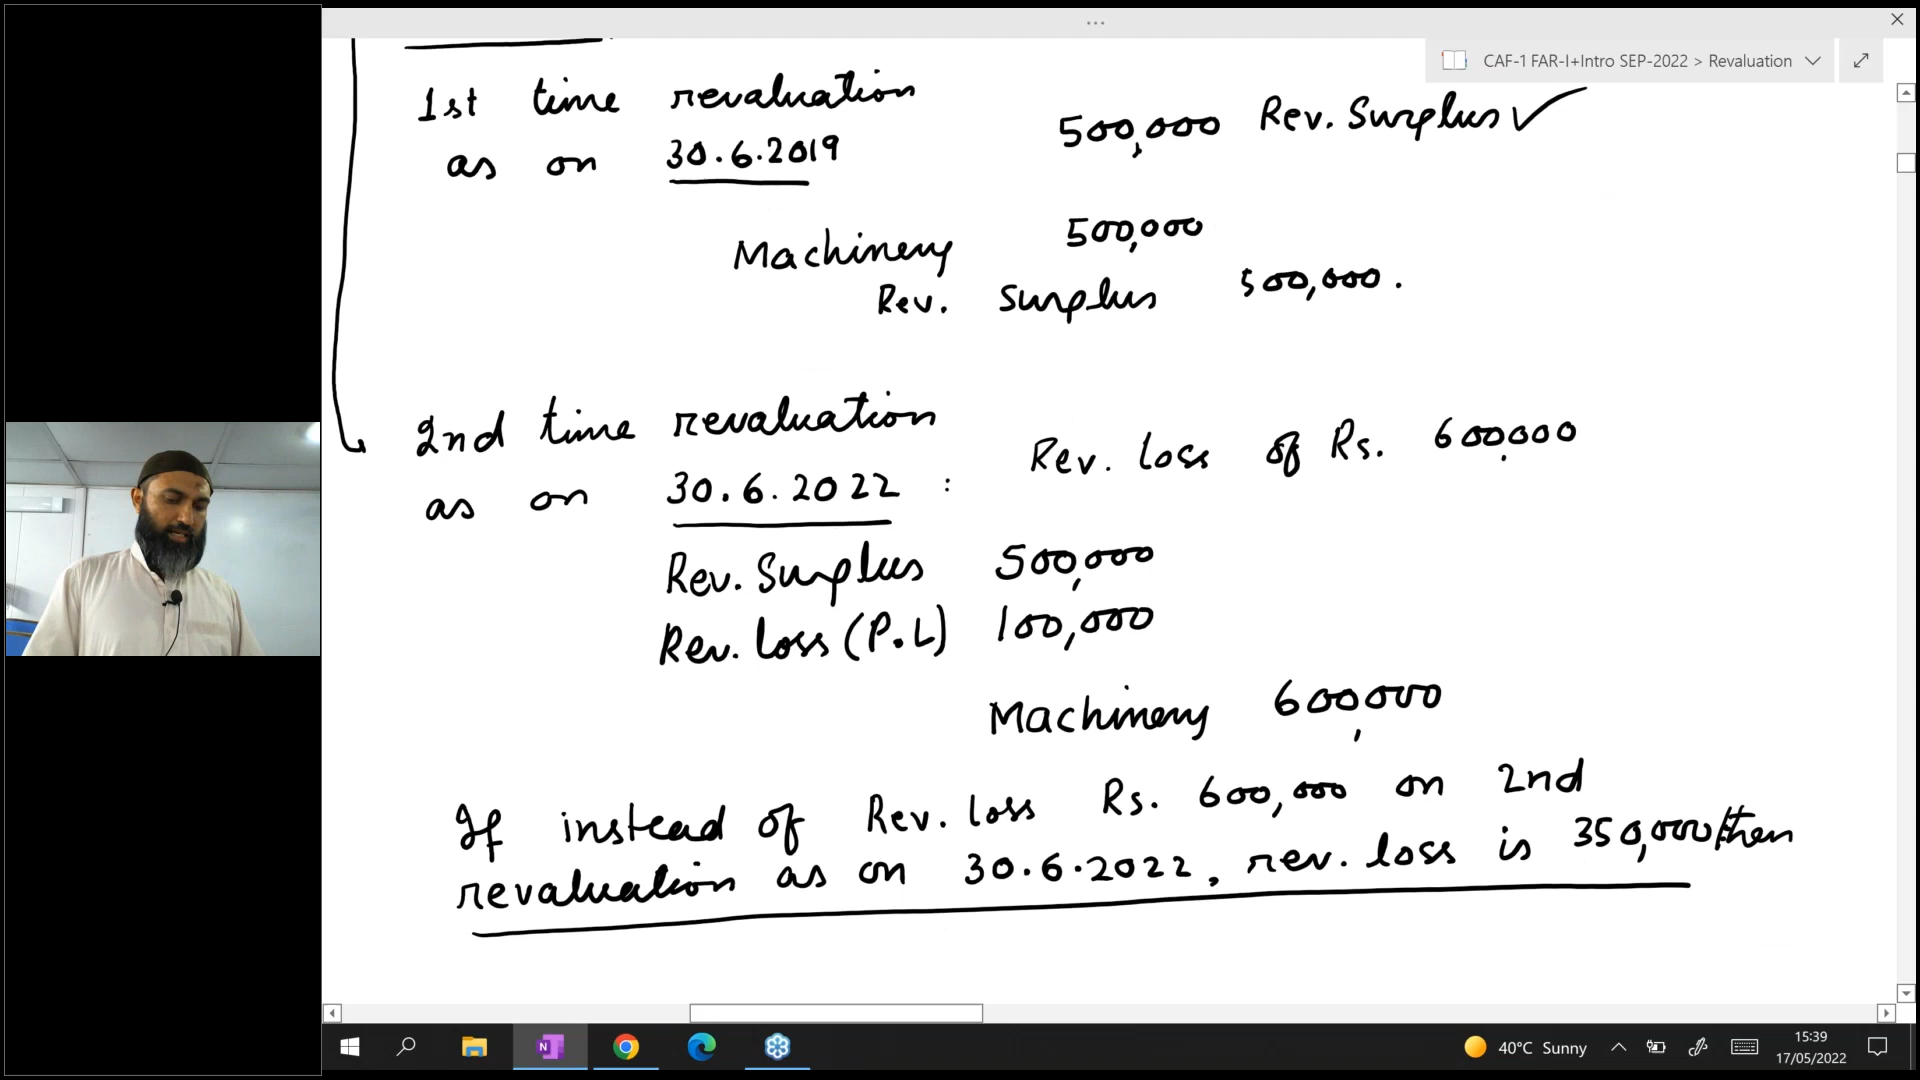 CAF-1 FAR-I+Intro SEP-2022 > Revaluation
1st time revaluation
as on 30.6.2019
500,000 Rev. Surplus ✓
Machinery 500,000
Rev. Surplus 500,000.
2nd time revaluation
as on 30.6.2022 : Rev. loss of Rs. 600,000
Rev. Surplus 500,000
Rev. loss (P.L) 100,000
Machinery 600,000
If instead of Rev. loss Rs. 600,000 on 2nd
revaluation as on 30.6.2022, rev. loss is 350,000/then
40°C Sunny
15:39
17/05/2022